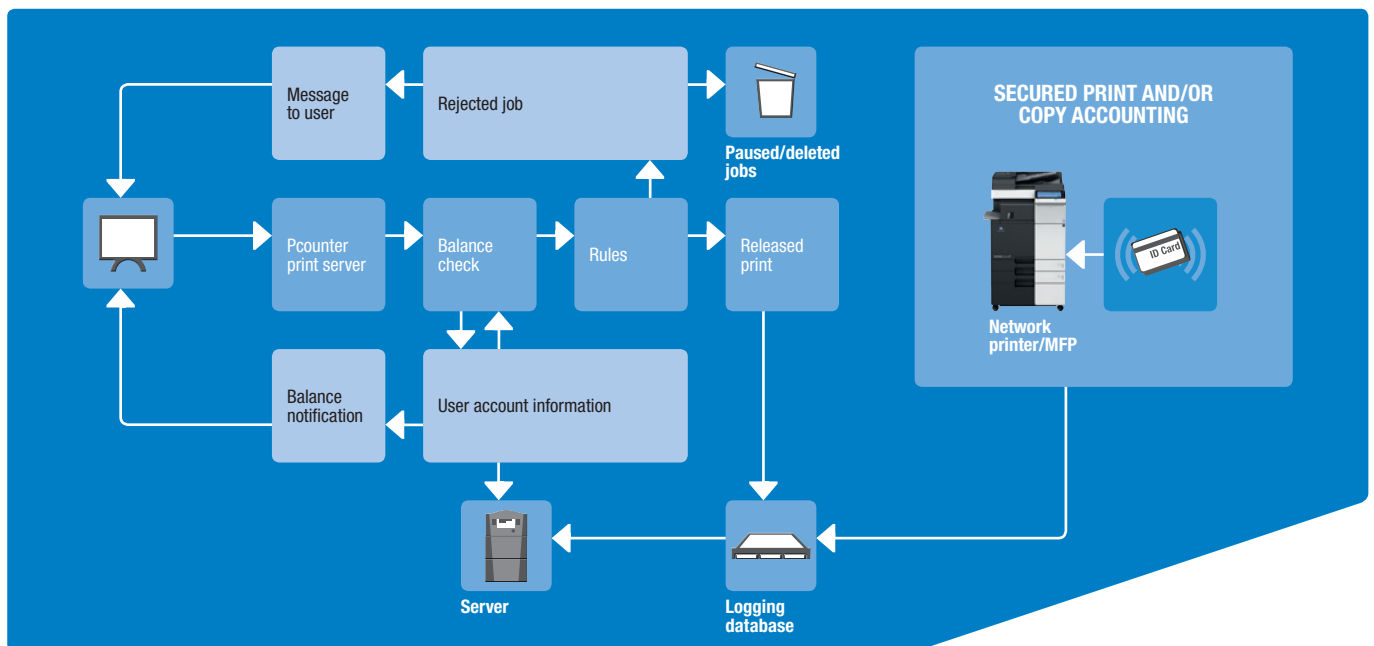 Message
to user
Rejected job
Paused/deleted
jobs
SECURED PRINT AND/OR
COPY ACCOUNTING
ID Card
Network
printer/MFP
Pcounter
print server
Balance
check
Rules
Released
print
Balance
notification
User account information
Server
Logging
database